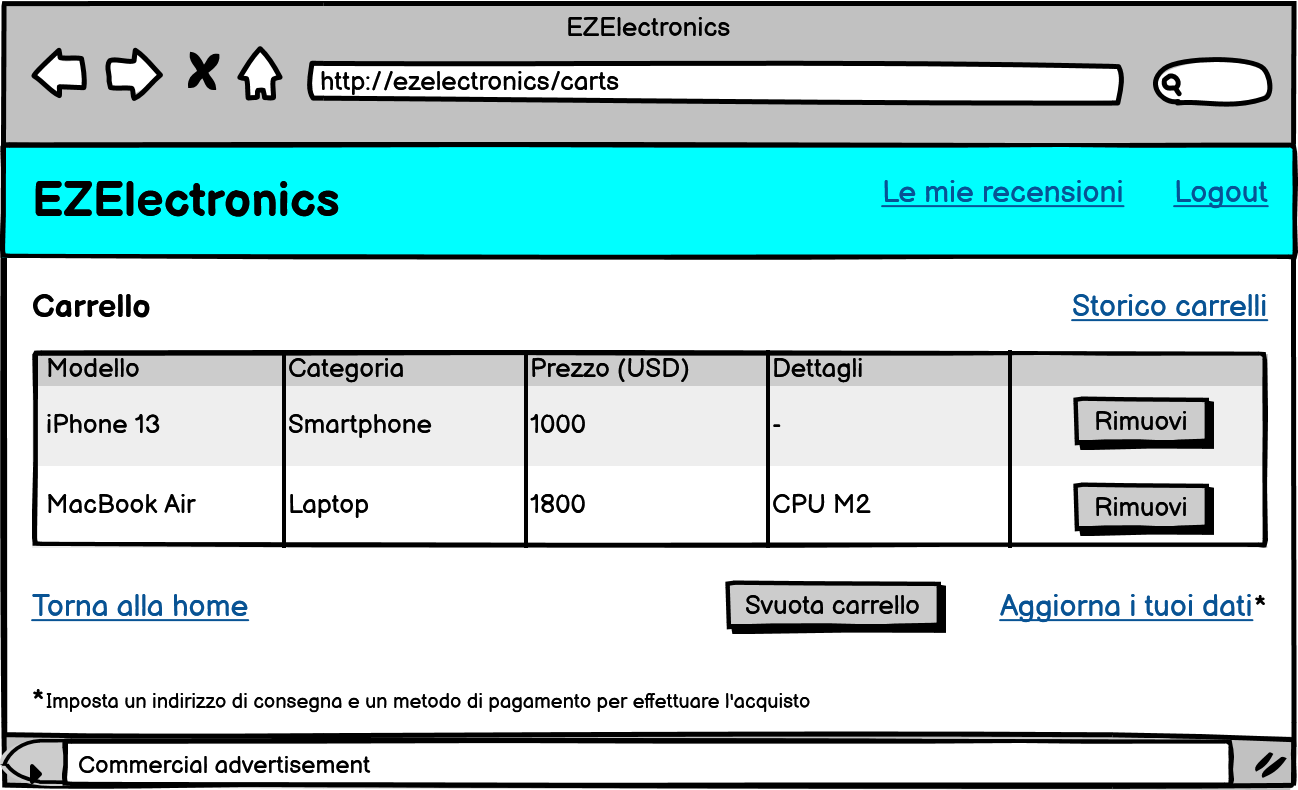 EZElectronics
http://ezelectronics/carts
EZElectronics
Le mie recensioni
Logout
Carrello
Storico carrelli
Modello Categoria Prezzo (USD) Dettagli
iPhone 13 Smartphone 1000 - Rimuovi
MacBook Air Laptop 1800 CPU M2 Rimuovi
Torna alla home
Svuota carrello
Aggiorna i tuoi dati*
*Imposta un indirizzo di consegna e un metodo di pagamento per effettuare l'acquisto
Commercial advertisement